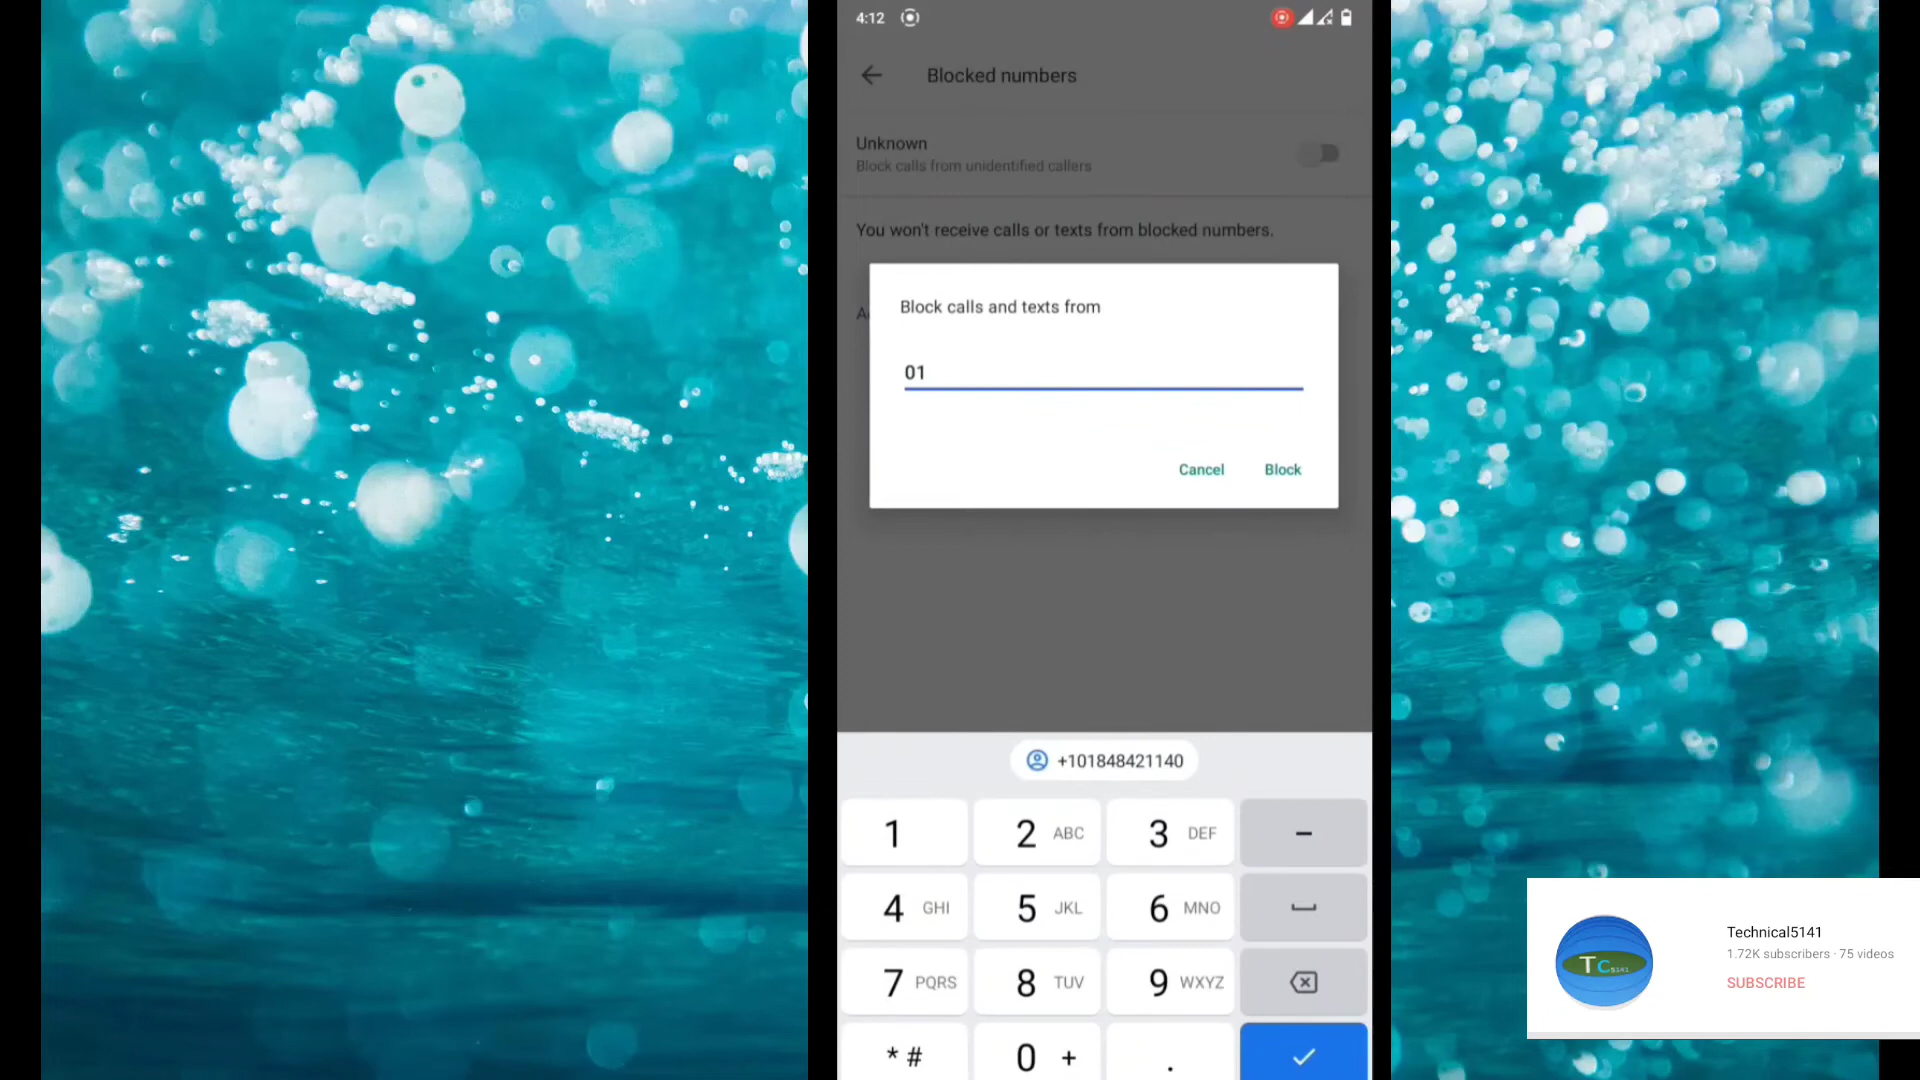 4:12
Blocked numbers
Unknown
Block calls from unidentified callers
You won't receive calls or texts from blocked numbers.
A
Block calls and texts from
01
Cancel Block
+101848421140
1 2 ABC 3 DEF -
4 GHI 5 JKL 6 MNO
7 PQRS 8 TUV 9 WXYZ
* # 0 + .
TC5141
Technical5141
1.72K subscribers · 75 videos
SUBSCRIBE